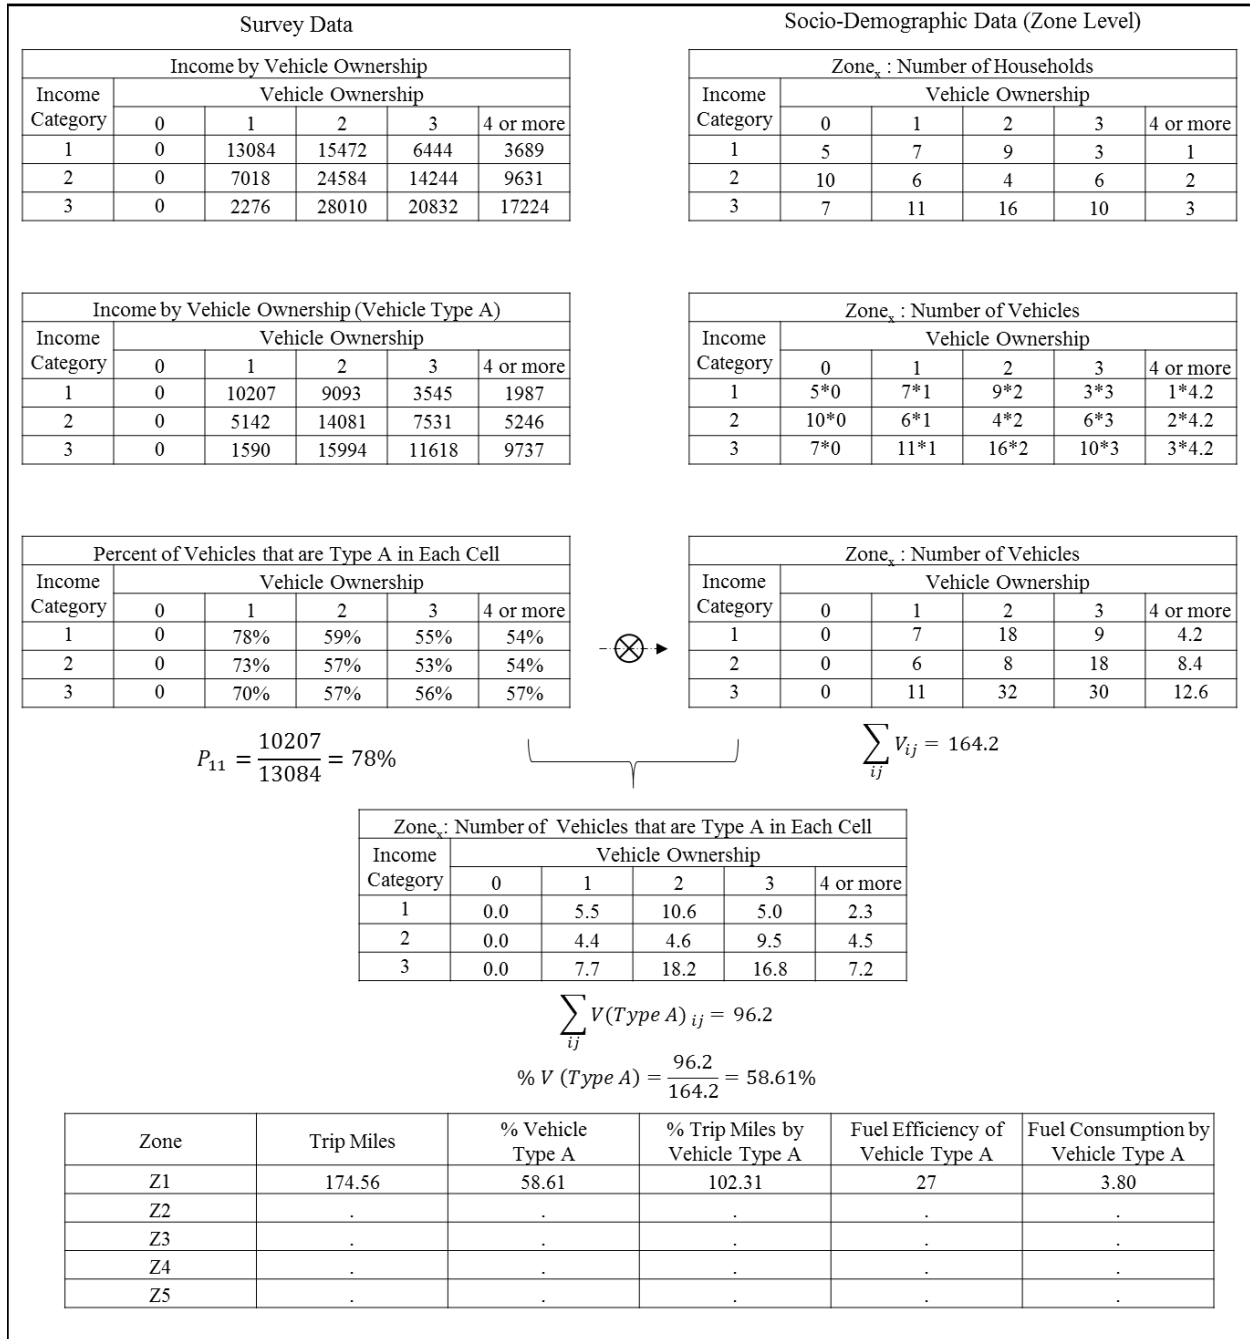 Survey Data
Socio-Demographic Data (Zone Level)
Income by Vehicle Ownership
Income Category Vehicle Ownership
0 1 2 3 4 or more
1 0 13084 15472 6444 3689
2 0 7018 24584 14244 9631
3 0 2276 28010 20832 17224
Zoneₓ : Number of Households
Income Category Vehicle Ownership
0 1 2 3 4 or more
1 5 7 9 3 1
2 10 6 4 6 2
3 7 11 16 10 3
Income by Vehicle Ownership (Vehicle Type A)
Income Category Vehicle Ownership
0 1 2 3 4 or more
1 0 10207 9093 3545 1987
2 0 5142 14081 7531 5246
3 0 1590 15994 11618 9737
Zoneₓ : Number of Vehicles
Income Category Vehicle Ownership
0 1 2 3 4 or more
1 5*0 7*1 9*2 3*3 1*4.2
2 10*0 6*1 4*2 6*3 2*4.2
3 7*0 11*1 16*2 10*3 3*4.2
Percent of Vehicles that are Type A in Each Cell
Income Category Vehicle Ownership
0 1 2 3 4 or more
1 0 78% 59% 55% 54%
2 0 73% 57% 53% 54%
3 0 70% 57% 56% 57%
Zoneₓ : Number of Vehicles
Income Category Vehicle Ownership
0 1 2 3 4 or more
1 0 7 18 9 4.2
2 0 6 8 18 8.4
3 0 11 32 30 12.6
P₁₁ = 10207/13084 = 78%
∑ij Vij = 164.2
Zoneₓ: Number of Vehicles that are Type A in Each Cell
Income Category Vehicle Ownership
0 1 2 3 4 or more
1 0.0 5.5 10.6 5.0 2.3
2 0.0 4.4 4.6 9.5 4.5
3 0.0 7.7 18.2 16.8 7.2
∑ij V(Type A) ij = 96.2
% V (Type A) = 96.2/164.2 = 58.61%
Zone Trip Miles % Vehicle Type A % Trip Miles by Vehicle Type A Fuel Efficiency of Vehicle Type A Fuel Consumption by Vehicle Type A
Z1 174.56 58.61 102.31 27 3.80
Z2 . . . . .
Z3 . . . . .
Z4 . . . . .
Z5 . . . . .